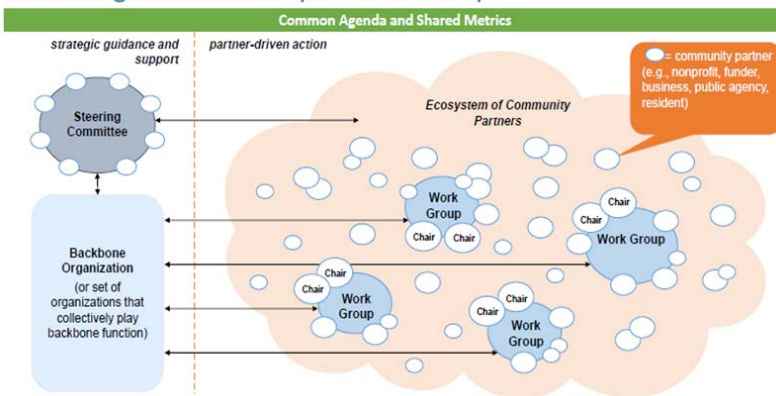 Common Agenda and Shared Metrics
strategic guidance and
support
partner-driven action
= community partner
(e.g., nonprofit, funder,
business, public agency,
resident)
Ecosystem of Community
Partners
Steering
Committee
Work
Group
Chair
Chair
Chair
Chair
Work Group
Backbone
Organization
(or set of
organizations that
collectively play
backbone function)
Chair
Chair
Work
Group
Chair
Chair
Work
Group